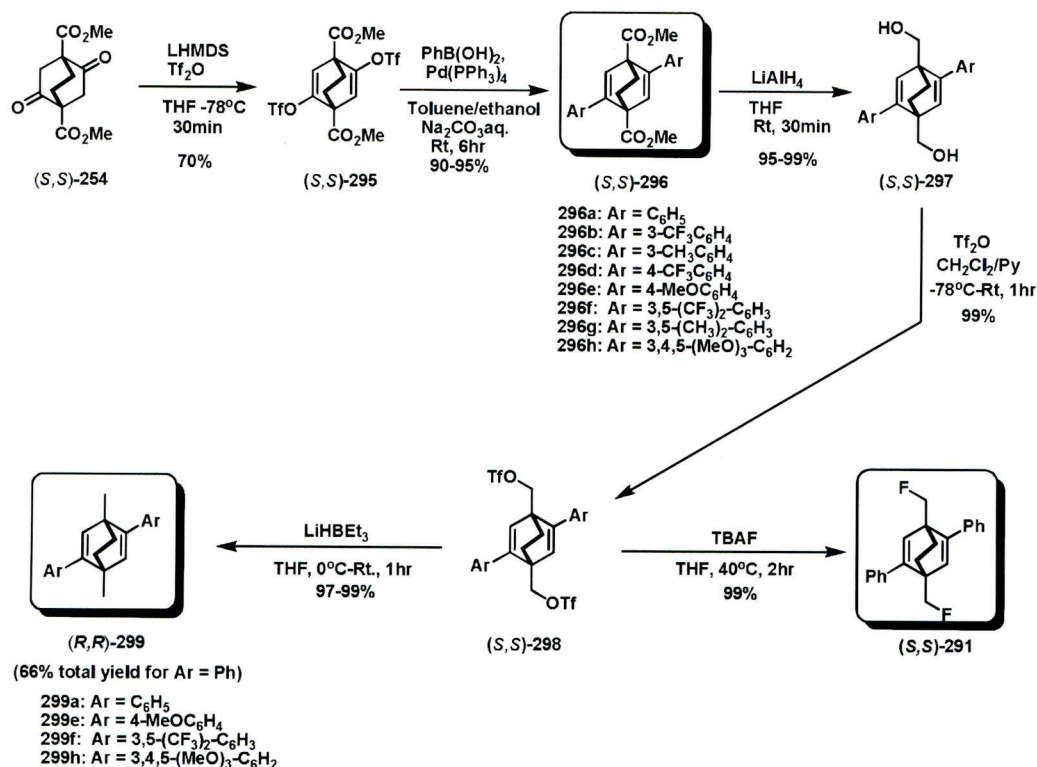 CO₂Me
O
O
CO₂Me
(S,S)-254
LHMDS
Tf₂O
THF -78°C
30min
70%
CO₂Me
OTf
TfO
CO₂Me
(S,S)-295
PhB(OH)₂,
Pd(PPh₃)₄
Toluene/ethanol
Na₂CO₃aq.
Rt, 6hr
90-95%
CO₂Me
Ar
Ar
CO₂Me
(S,S)-296
296a: Ar = C₆H₅
296b: Ar = 3-CF₃C₆H₄
296c: Ar = 3-CH₃C₆H₄
296d: Ar = 4-CF₃C₆H₄
296e: Ar = 4-MeOC₆H₄
296f: Ar = 3,5-(CF₃)₂-C₆H₃
296g: Ar = 3,5-(CH₃)₂-C₆H₃
296h: Ar = 3,4,5-(MeO)₃-C₆H₂
LiAlH₄
THF
Rt, 30min
95-99%
HO
Ar
Ar
OH
(S,S)-297
Tf₂O
CH₂Cl₂/Py
-78°C-Rt, 1hr
99%
Ar
Ar
(R,R)-299
(66% total yield for Ar = Ph)
299a: Ar = C₆H₅
299e: Ar = 4-MeOC₆H₄
299f: Ar = 3,5-(CF₃)₂-C₆H₃
299h: Ar = 3,4,5-(MeO)₃-C₆H₂
LiHBEt₃
THF, 0°C-Rt., 1hr
97-99%
TfO
Ar
Ar
OTf
(S,S)-298
TBAF
THF, 40°C, 2hr
99%
F
Ph
Ph
F
(S,S)-291